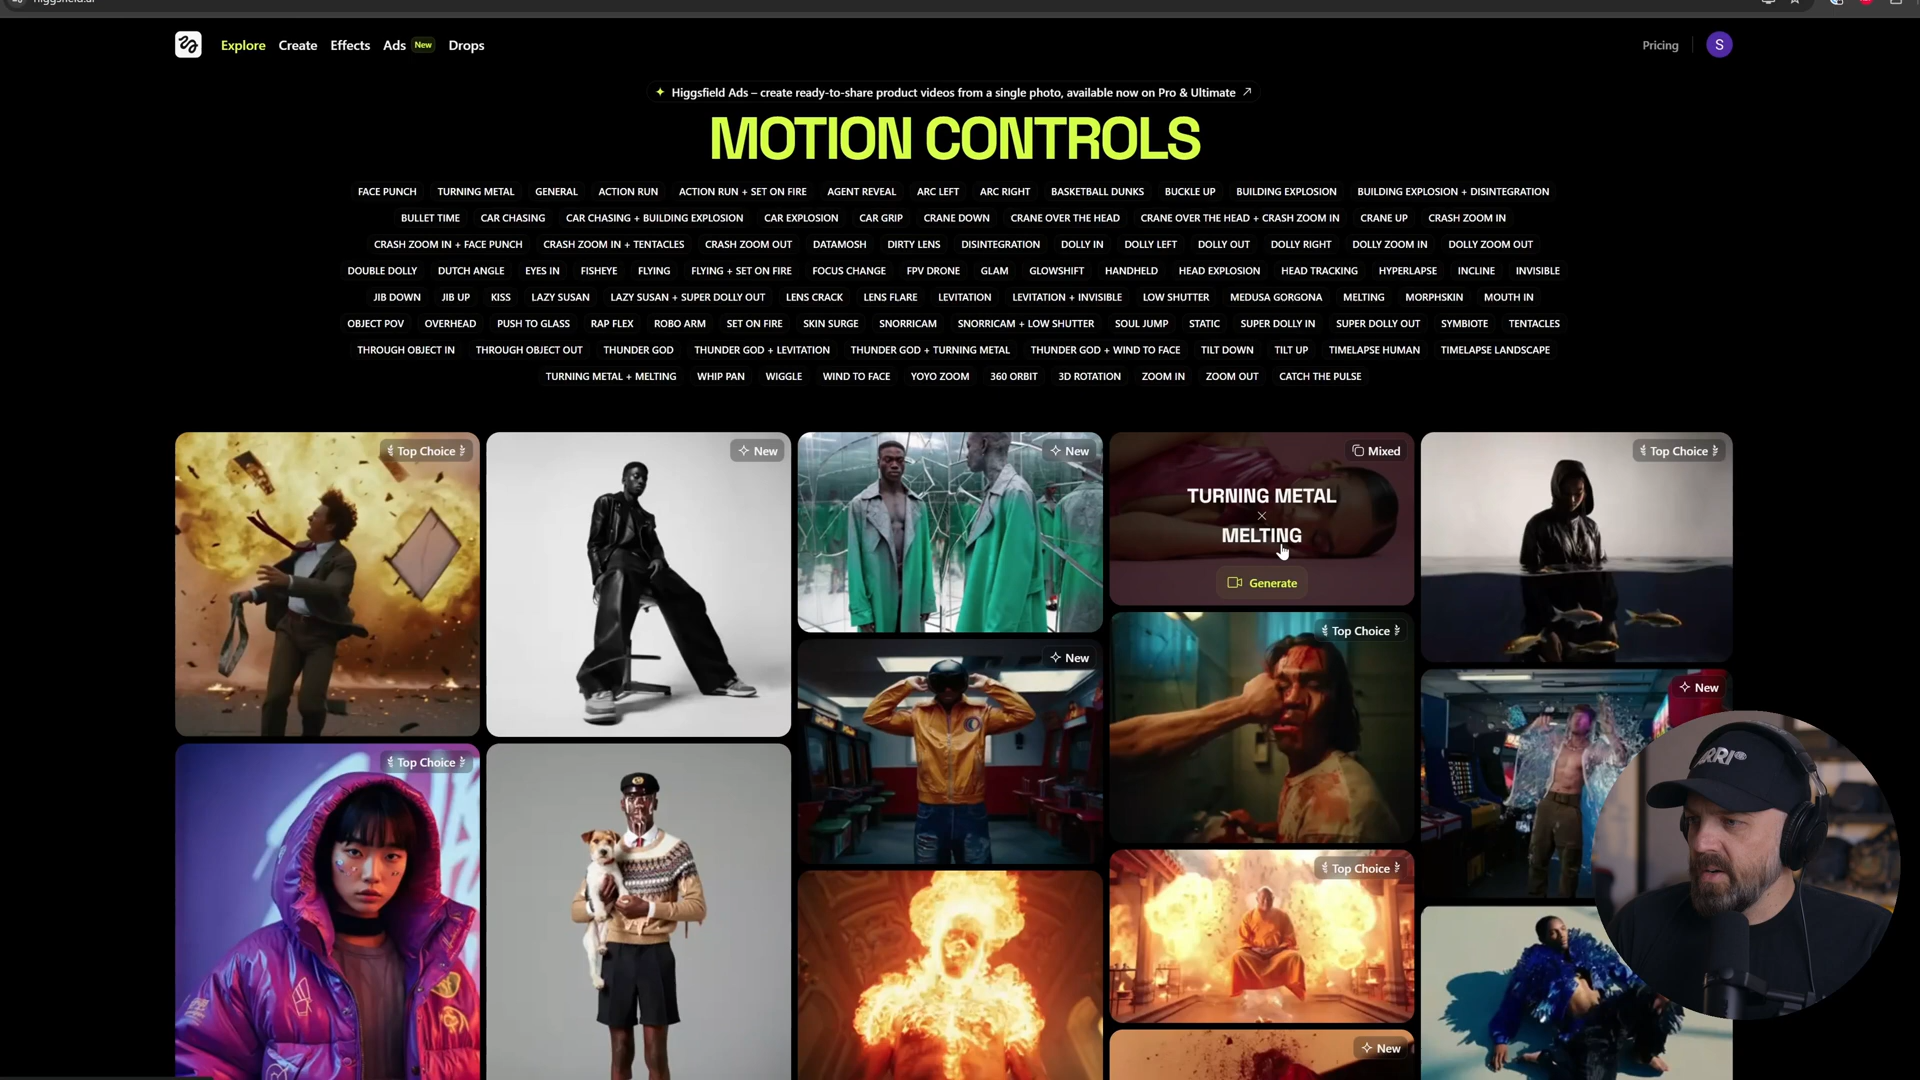 higgsfield.ai
Explore Create Effects Ads New Drops
Pricing S
Higgsfield Ads – create ready-to-share product videos from a single photo, available now on Pro & Ultimate
MOTION CONTROLS
FACE PUNCH TURNING METAL GENERAL ACTION RUN ACTION RUN + SET ON FIRE AGENT REVEAL ARC LEFT ARC RIGHT BASKETBALL DUNKS BUCKLE UP BUILDING EXPLOSION BUILDING EXPLOSION + DISINTEGRATION
BULLET TIME CAR CHASING CAR CHASING + BUILDING EXPLOSION CAR EXPLOSION CAR GRIP CRANE DOWN CRANE OVER THE HEAD CRANE OVER THE HEAD + CRASH ZOOM IN CRANE UP CRASH ZOOM IN
CRASH ZOOM IN + FACE PUNCH CRASH ZOOM IN + TENTACLES CRASH ZOOM OUT DATAMOSH DIRTY LENS DISINTEGRATION DOLLY IN DOLLY LEFT DOLLY OUT DOLLY RIGHT DOLLY ZOOM IN DOLLY ZOOM OUT
DOUBLE DOLLY DUTCH ANGLE EYES IN FISHEYE FLYING FLYING + SET ON FIRE FOCUS CHANGE FPV DRONE GLAM GLOWSHIFT HANDHELD HEAD EXPLOSION HEAD TRACKING HYPERLAPSE INCLINE INVISIBLE
JIB DOWN JIB UP KISS LAZY SUSAN LAZY SUSAN + SUPER DOLLY OUT LENS CRACK LENS FLARE LEVITATION LEVITATION + INVISIBLE LOW SHUTTER MEDUSA GORGONA MELTING MORPHSKIN MOUTH IN
OBJECT POV OVERHEAD PUSH TO GLASS RAP FLEX ROBO ARM SET ON FIRE SKIN SURGE SNORRICAM SNORRICAM + LOW SHUTTER SOUL JUMP STATIC SUPER DOLLY IN SUPER DOLLY OUT SYMBIOTE TENTACLES
THROUGH OBJECT IN THROUGH OBJECT OUT THUNDER GOD THUNDER GOD + LEVITATION THUNDER GOD + TURNING METAL THUNDER GOD + WIND TO FACE TILT DOWN TILT UP TIMELAPSE HUMAN TIMELAPSE LANDSCAPE
TURNING METAL + MELTING WHIP PAN WIGGLE WIND TO FACE YOYO ZOOM 360 ORBIT 3D ROTATION ZOOM IN ZOOM OUT CATCH THE PULSE
Top Choice
New
New
Mixed
Top Choice
TURNING METAL
×
MELTING
Generate
Top Choice
New
New
Top Choice
ARRI®
Top Choice
New